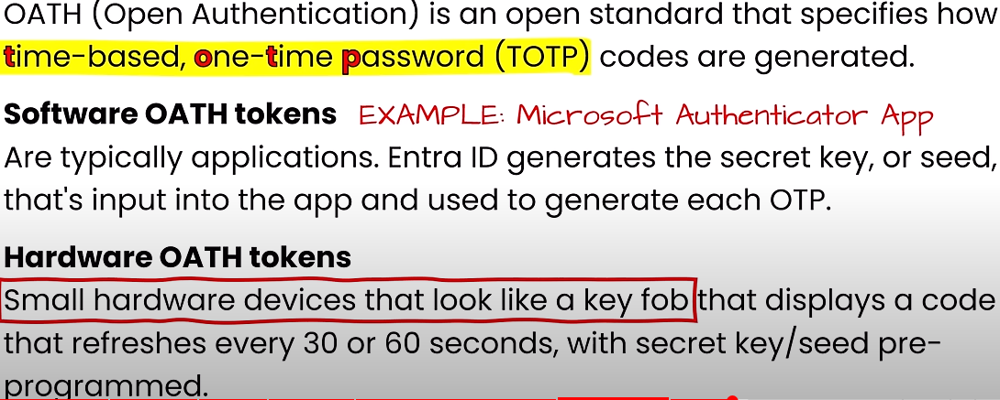 OATH (Open Authentication) is an open standard that specifies how
time-based, one-time password (TOTP) codes are generated.
Software OATH tokens EXAMPLE: Microsoft Authenticator App
Are typically applications. Entra ID generates the secret key, or seed,
that's input into the app and used to generate each OTP.
Hardware OATH tokens
Small hardware devices that look like a key fob that displays a code
that refreshes every 30 or 60 seconds, with secret key/seed pre-
programmed.